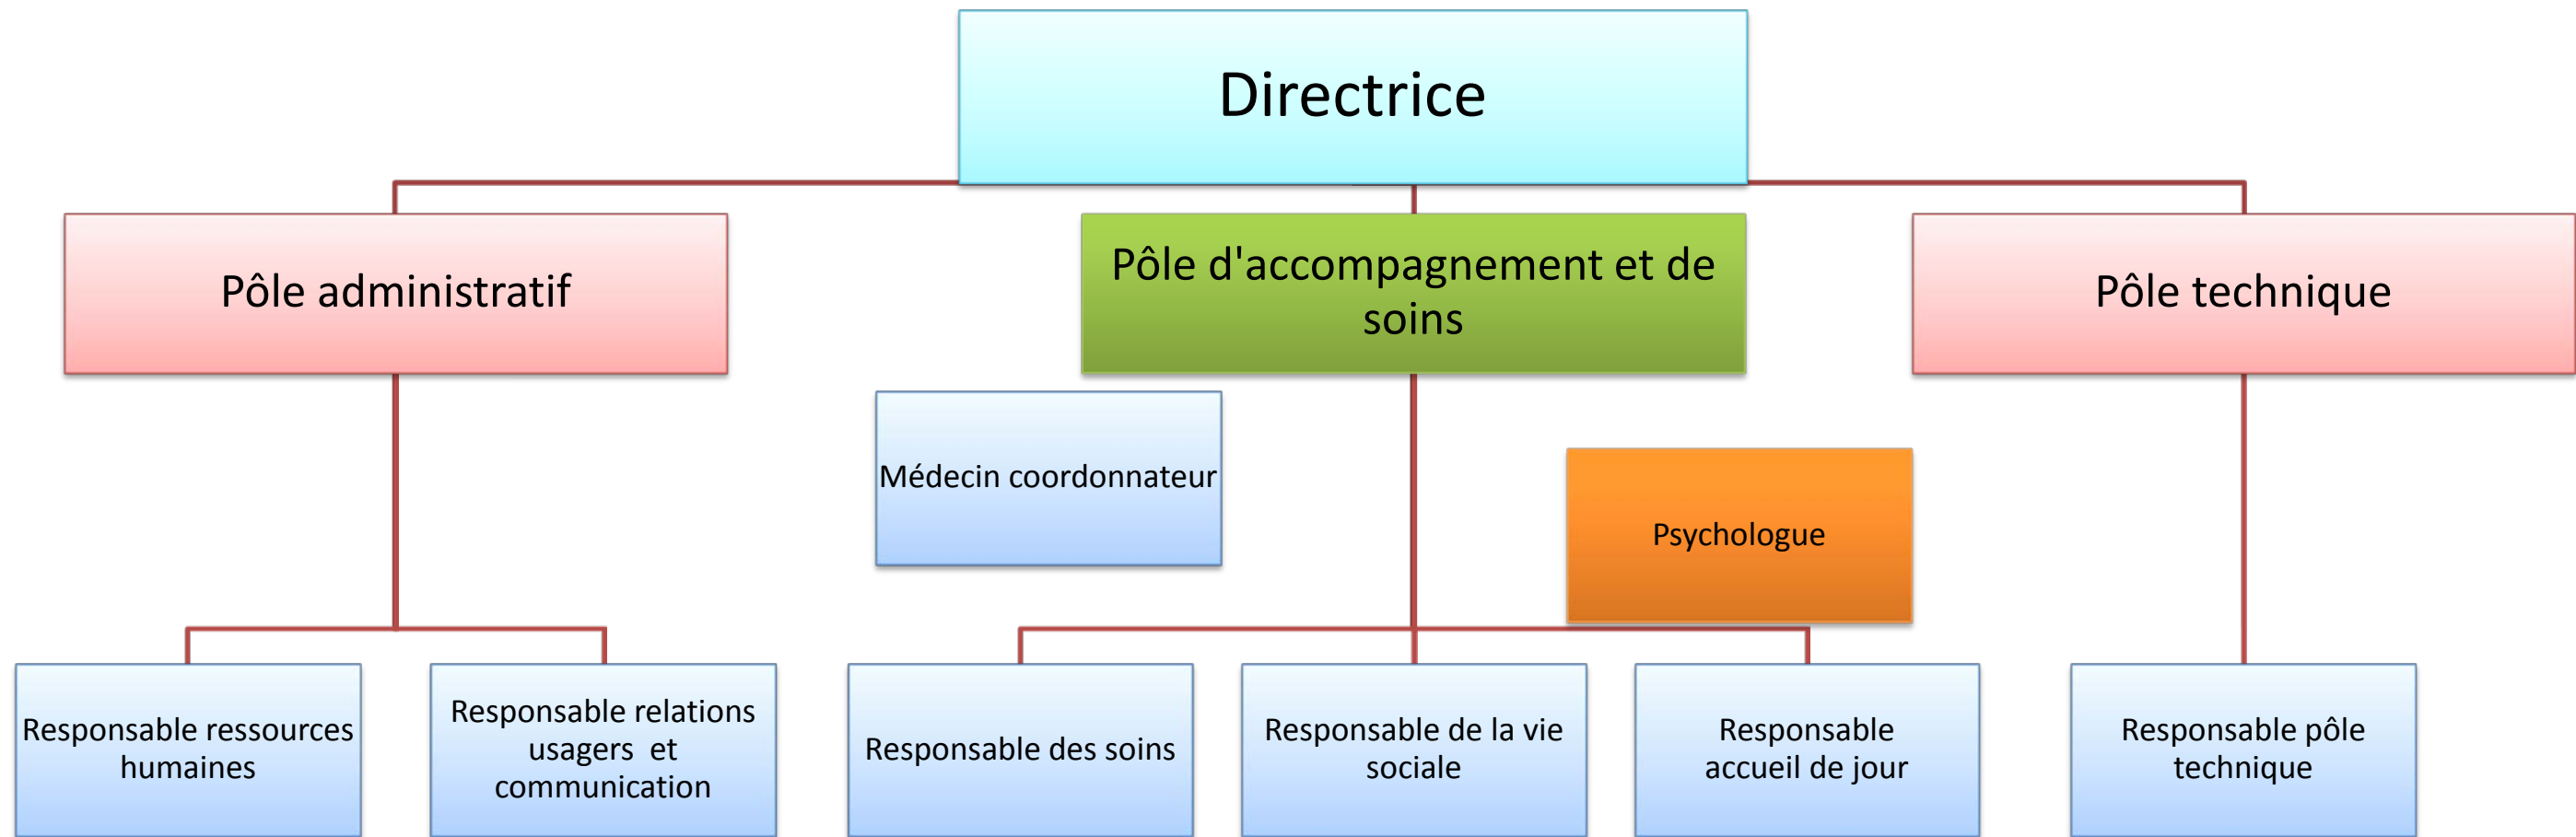 Directrice
Pôle administratif
Pôle d'accompagnement et de
soins
Pôle technique
Médecin coordonnateur
Psychologue
Responsable ressources
humaines
Responsable relations
usagers et
communication
Responsable des soins
Responsable de la vie
sociale
Responsable
accueil de jour
Responsable pôle
technique